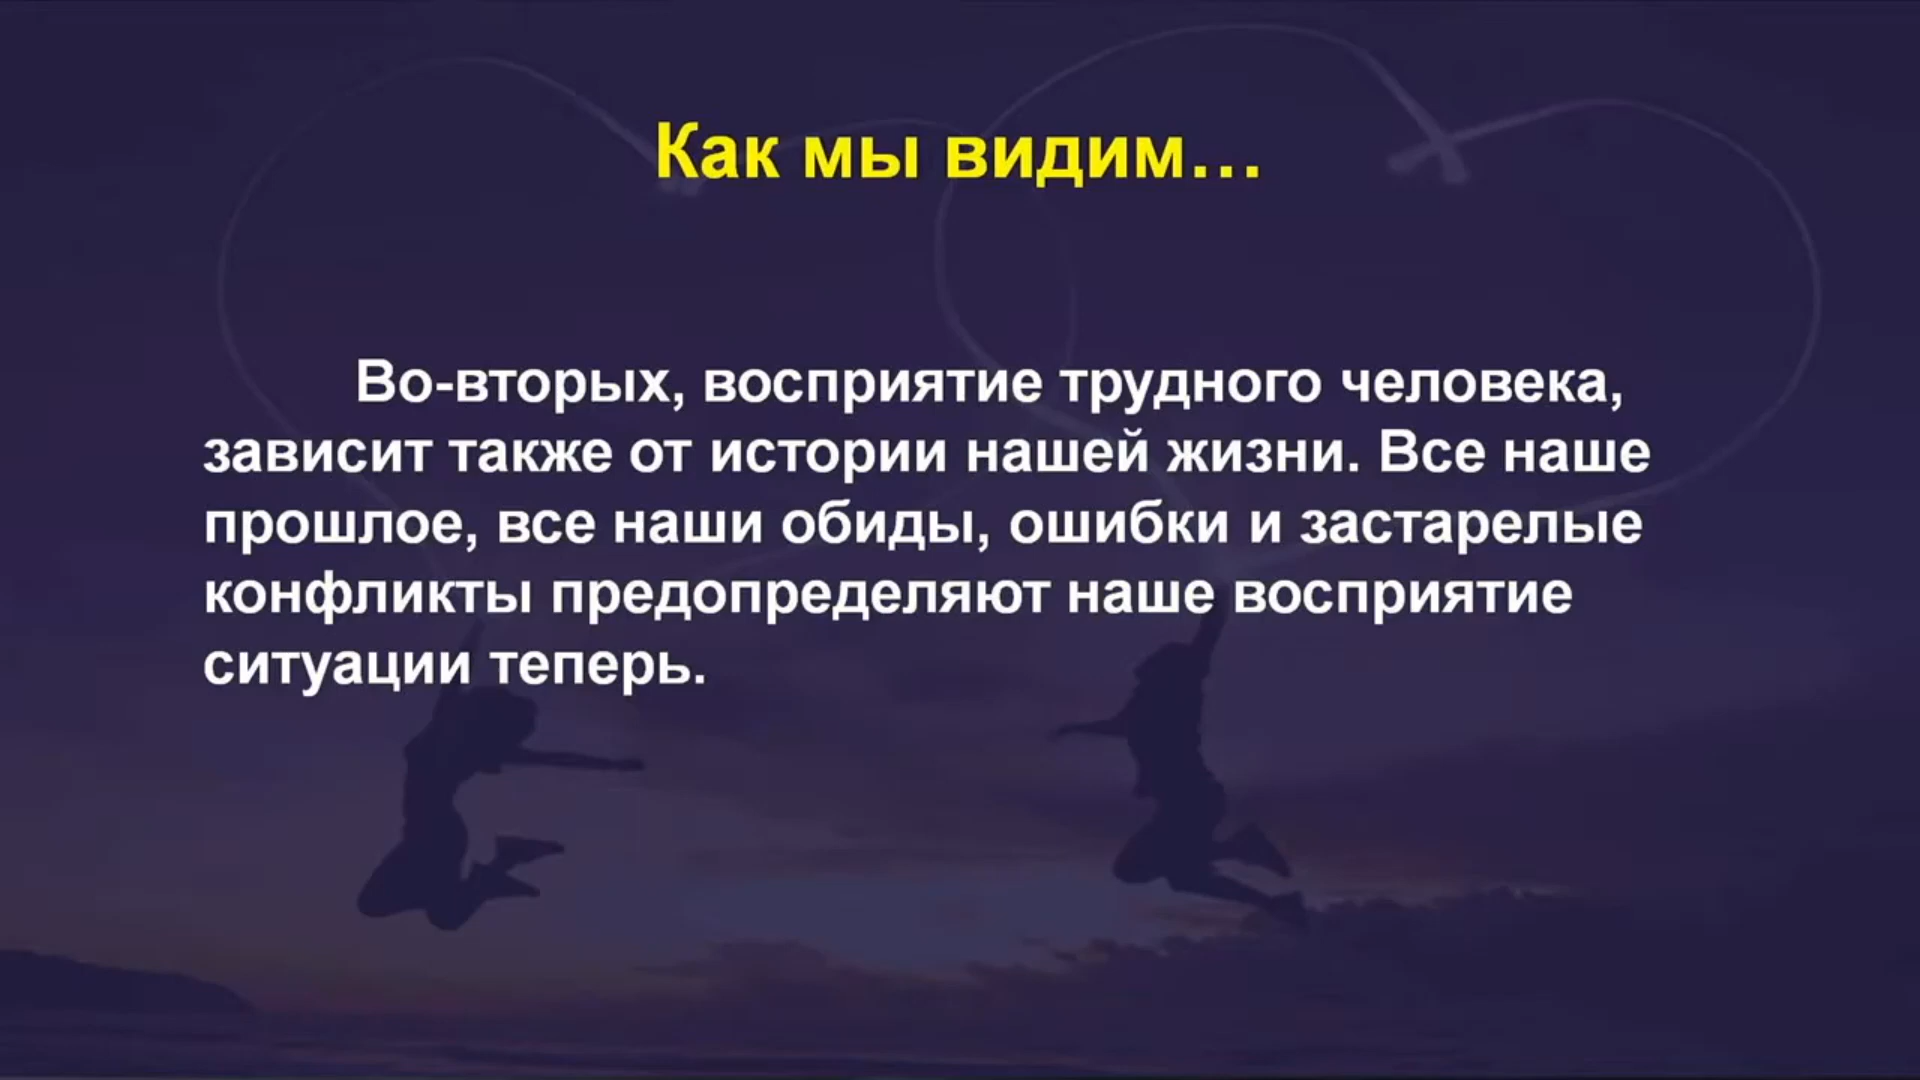 Как мы видим...
Во-вторых, восприятие трудного человека,
зависит также от истории нашей жизни. Все наше
прошлое, все наши обиды, ошибки и застарелые
конфликты предопределяют наше восприятие
ситуации теперь.